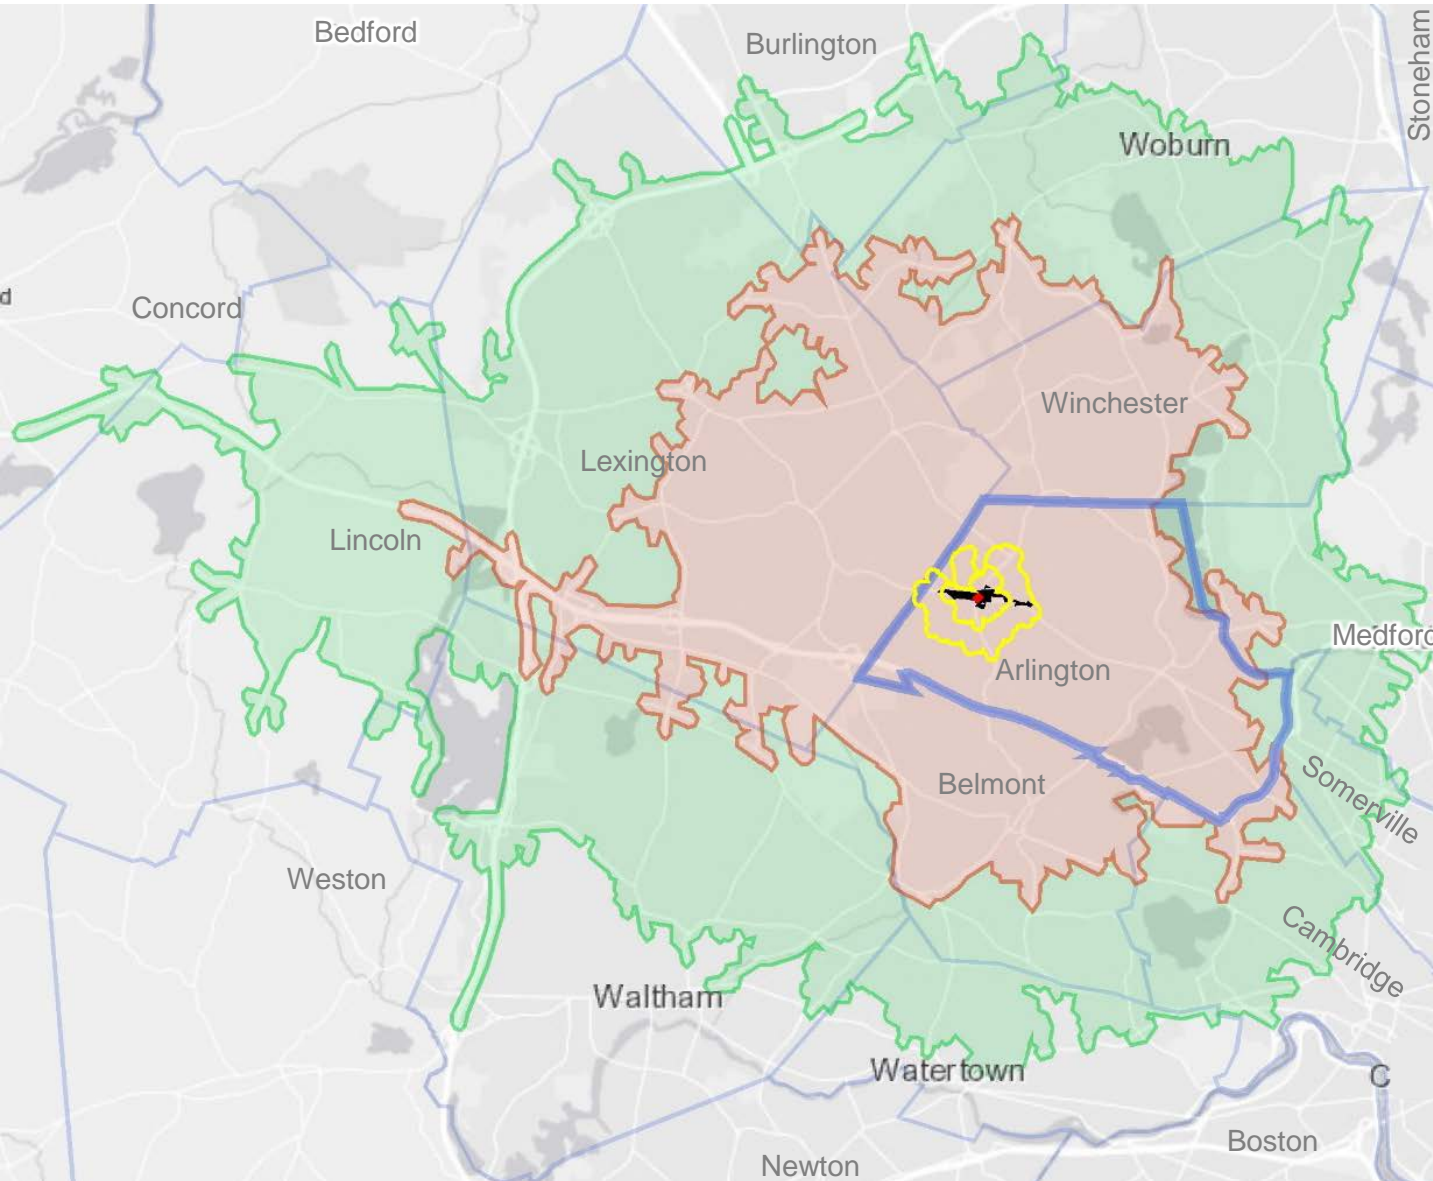 Bedford
Burlington
Stoneham
Woburn
d
Concord
Winchester
Lexington
Lincoln
Medford
Arlington
Belmont
Somerville
Weston
Cambridge
Waltham
Watertown
C
Boston
Newton